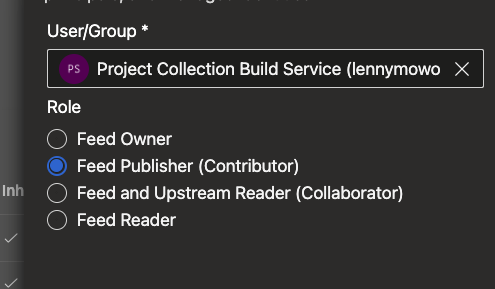 User/Group *
PS Project Collection Build Service (lennymowo
Role
Feed Owner
Feed Publisher (Contributor)
Inh Feed and Upstream Reader (Collaborator)
Feed Reader